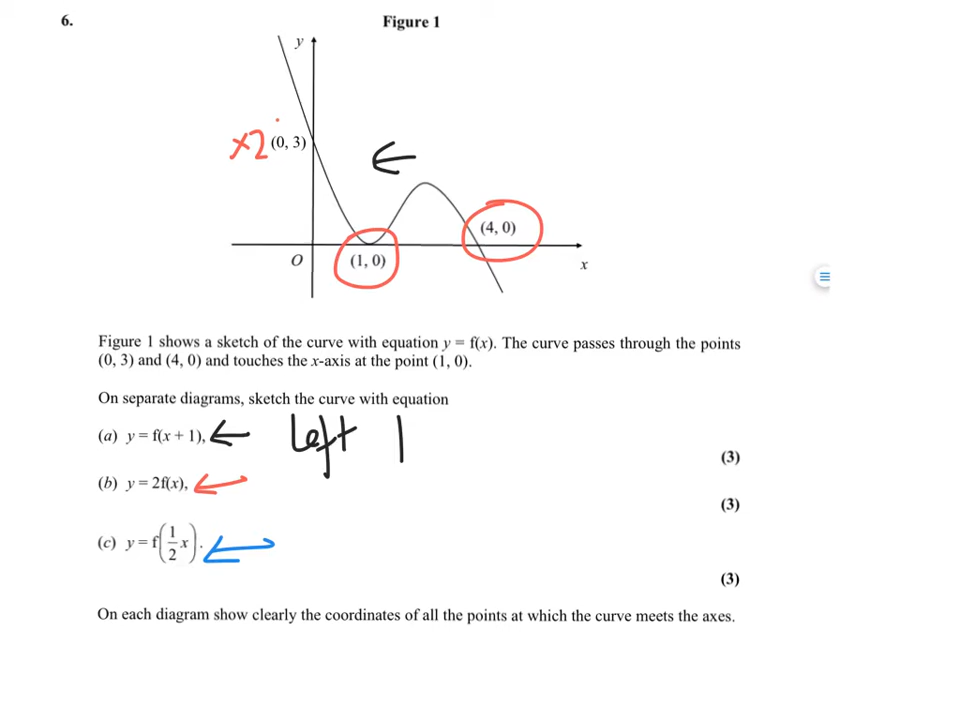 6.
Figure 1
y
×2 (0, 3)
(4, 0)
O
(1, 0)
x
Figure 1 shows a sketch of the curve with equation y = f(x). The curve passes through the points
(0, 3) and (4, 0) and touches the x-axis at the point (1, 0).
On separate diagrams, sketch the curve with equation
(a) y = f(x + 1), ← left 1
(3)
(b) y = 2f(x), ←
(3)
(c) y = f(1/2 x). ←
(3)
On each diagram show clearly the coordinates of all the points at which the curve meets the axes.